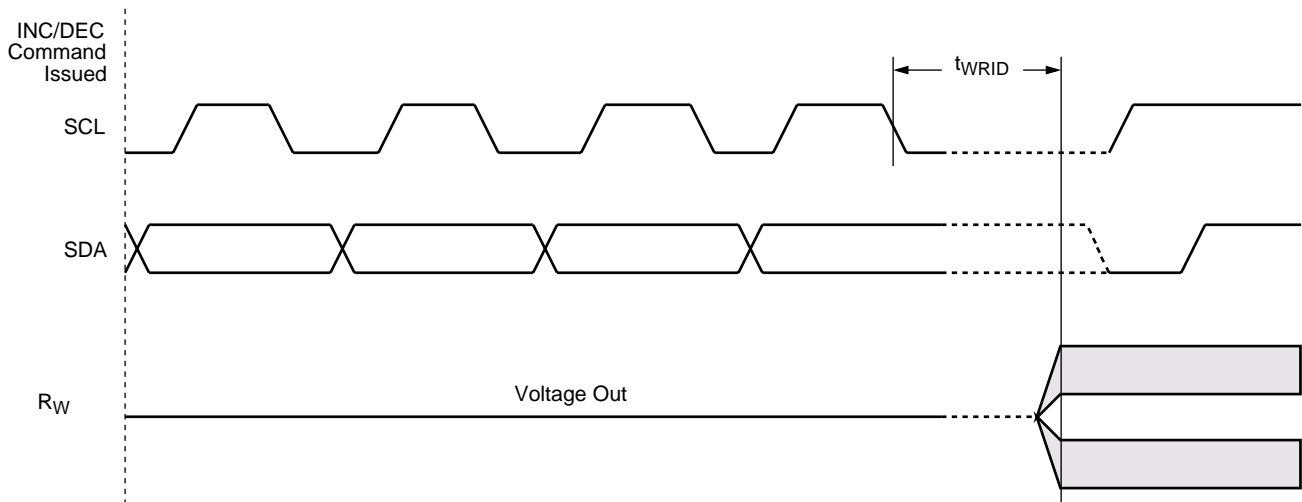 INC/DEC
Command
Issued
tWRID
SCL
SDA
Voltage Out
RW